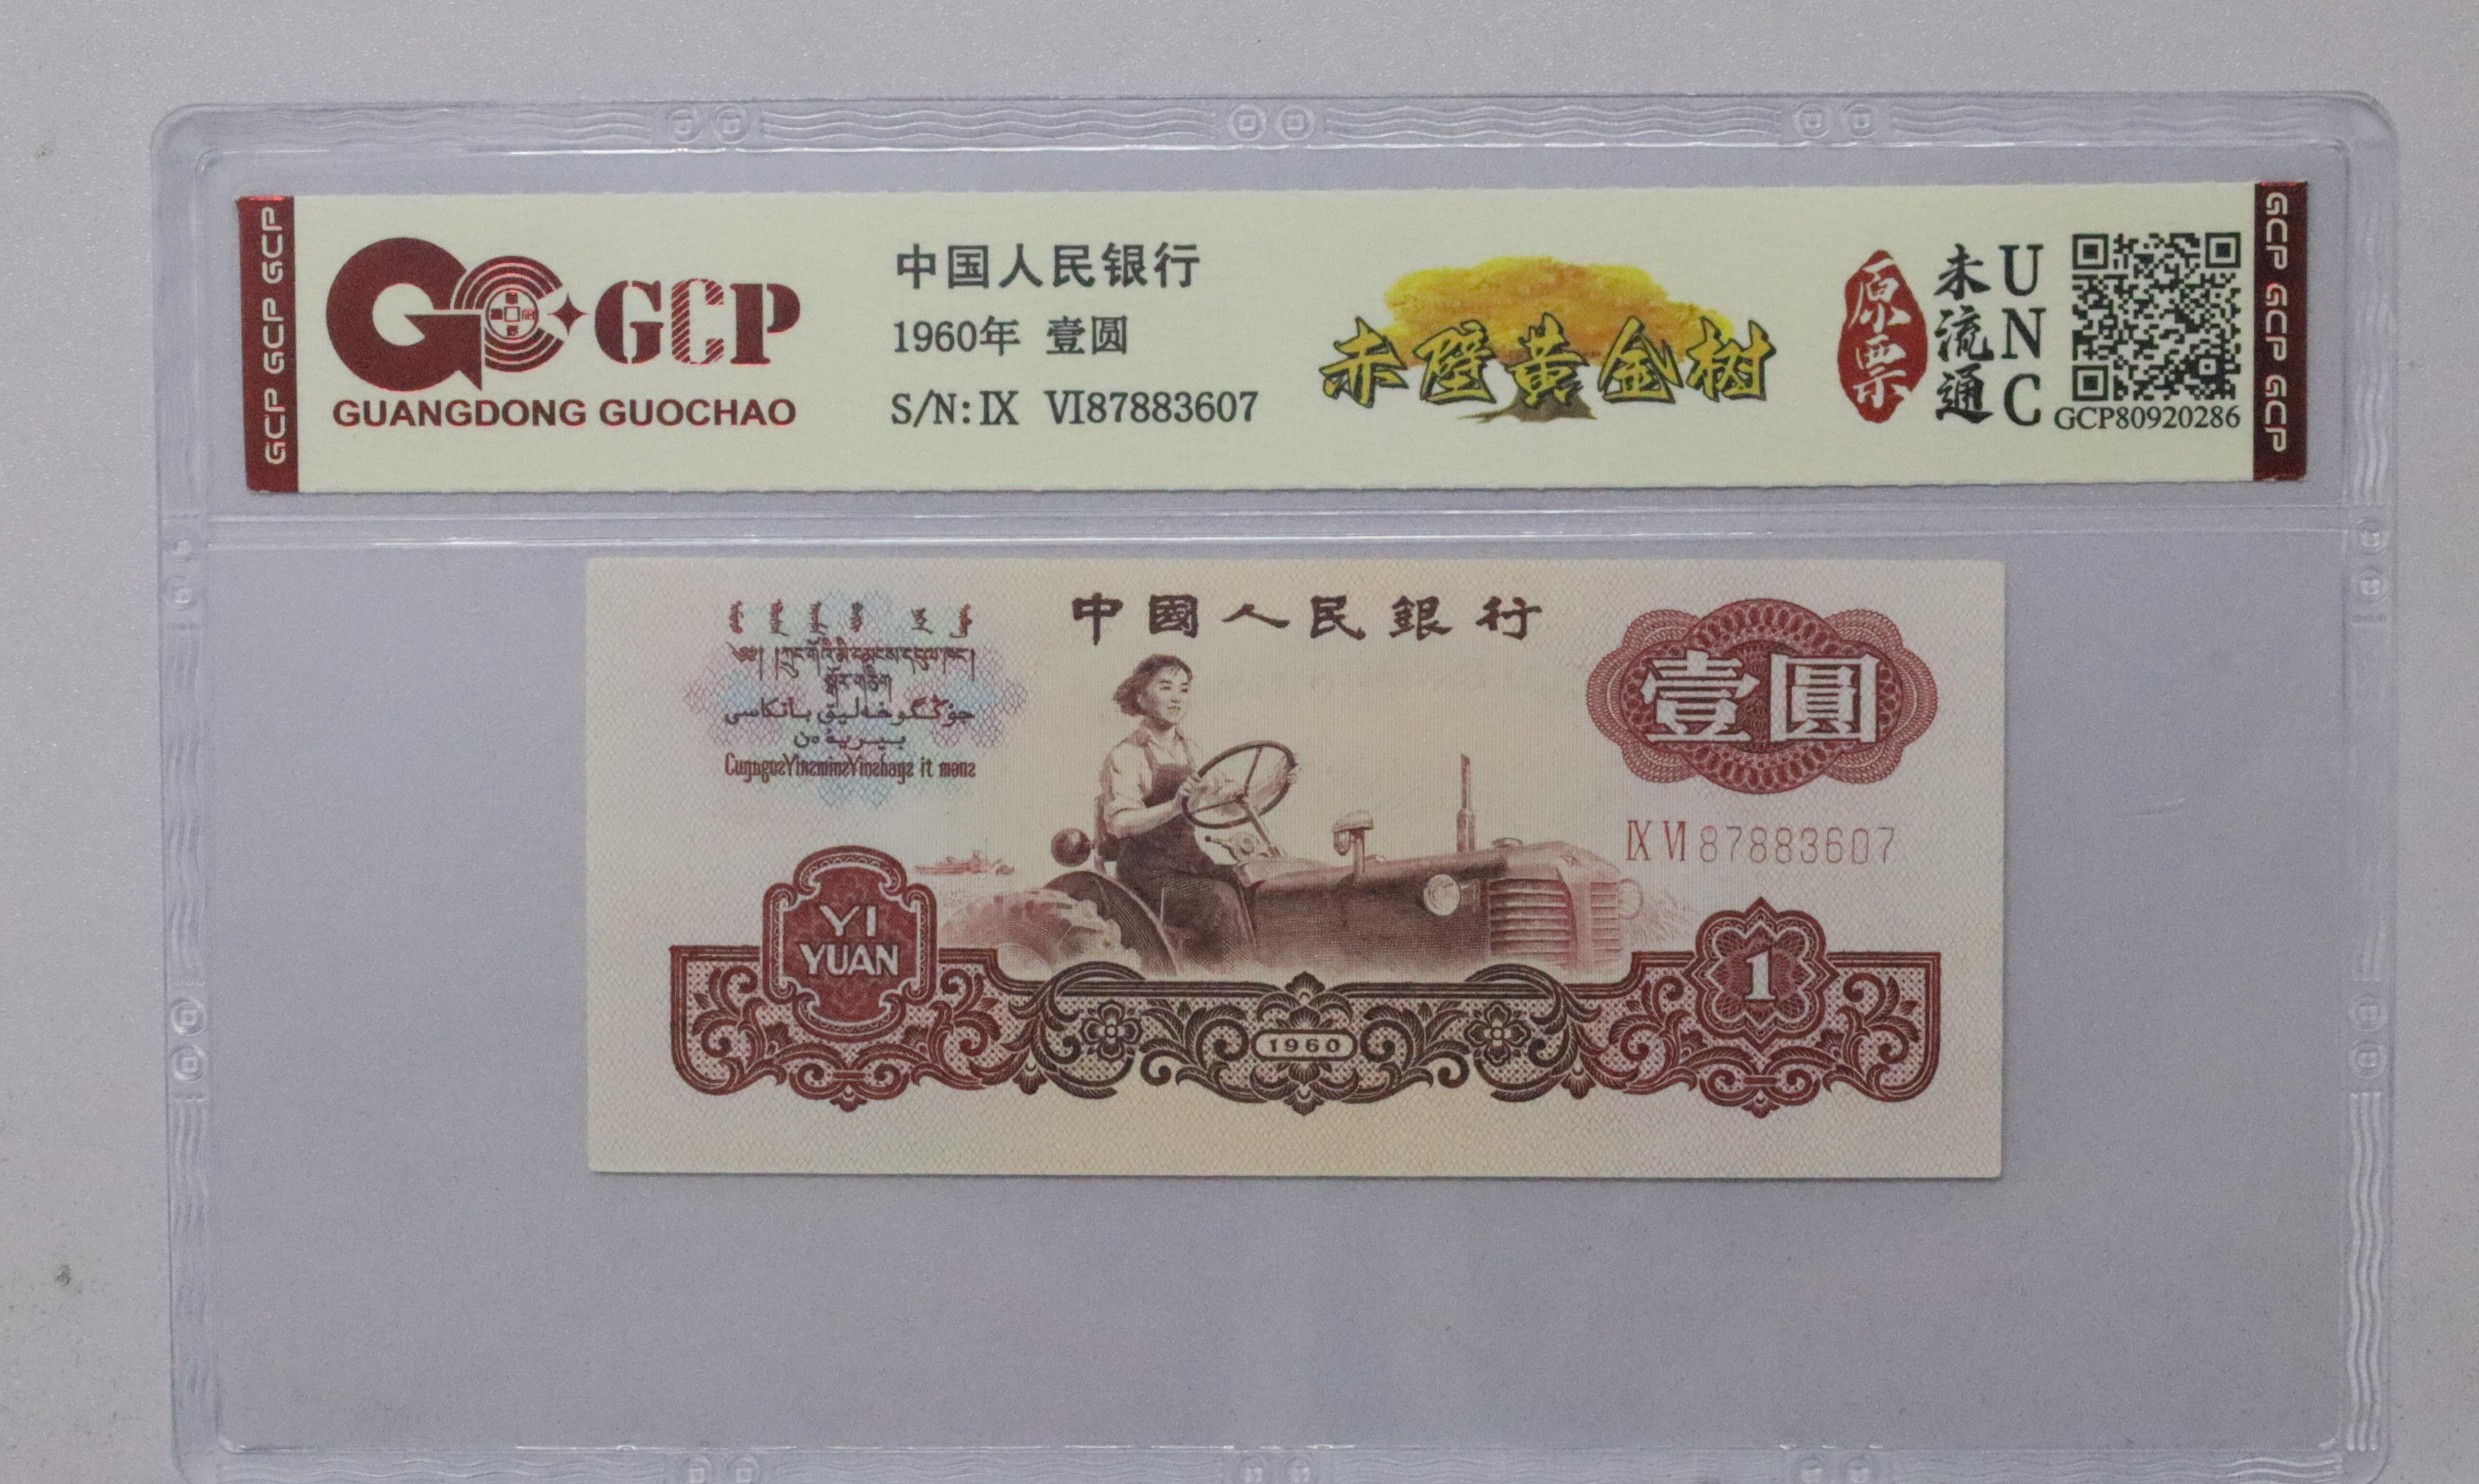 GCP GCP GCP
GCP
GUANGDONG GUOCHAO
中国人民银行
1960年 壹圆
S/N: IX VI87883607
赤壁黄金树
原票
未流通
UNC
GCP80920286
GCP GCP GCP
中國人民銀行
壹圓
IX VI 87883607
YI
YUAN
1960
1